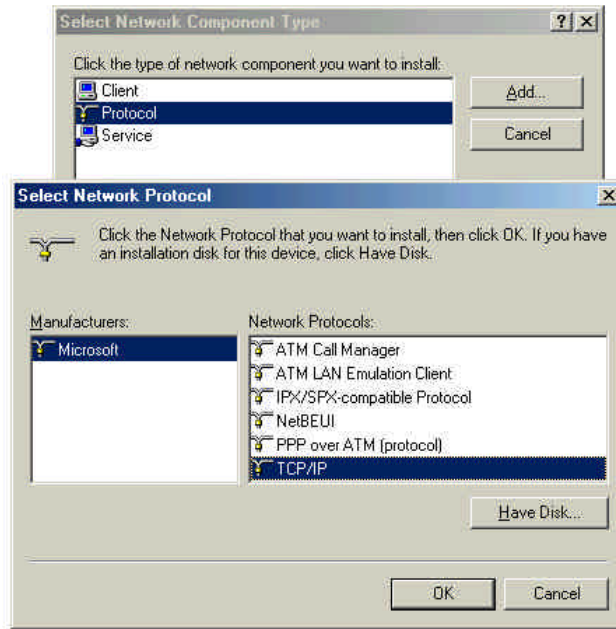 Select Network Component Type
Click the type of network component you want to install:
Client
Protocol
Service
Add...
Cancel
Select Network Protocol
Click the Network Protocol that you want to install, then click OK. If you have
an installation disk for this device, click Have Disk.
Manufacturers:
Microsoft
Network Protocols:
ATM Call Manager
ATM LAN Emulation Client
IPX/SPX-compatible Protocol
NetBEUI
PPP over ATM (protocol)
TCP/IP
Have Disk...
OK
Cancel